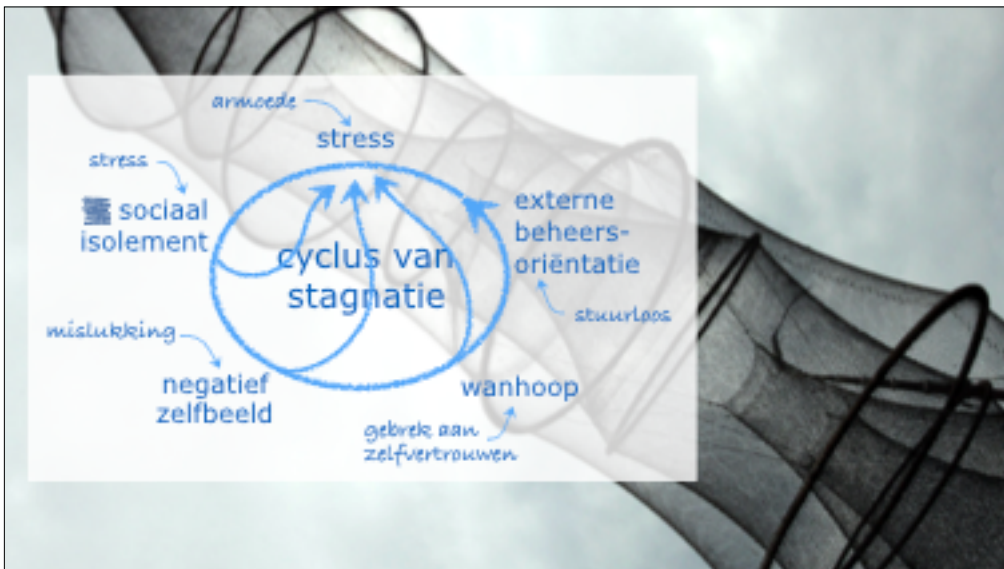 armoede
stress
stress
sociaal
isolement
cyclus van
stagnatie
externe
beheers-
oriëntatie
stuurloos
mislukking
negatief
zelfbeeld
wanhoop
gebrek aan
zelfvertrouwen